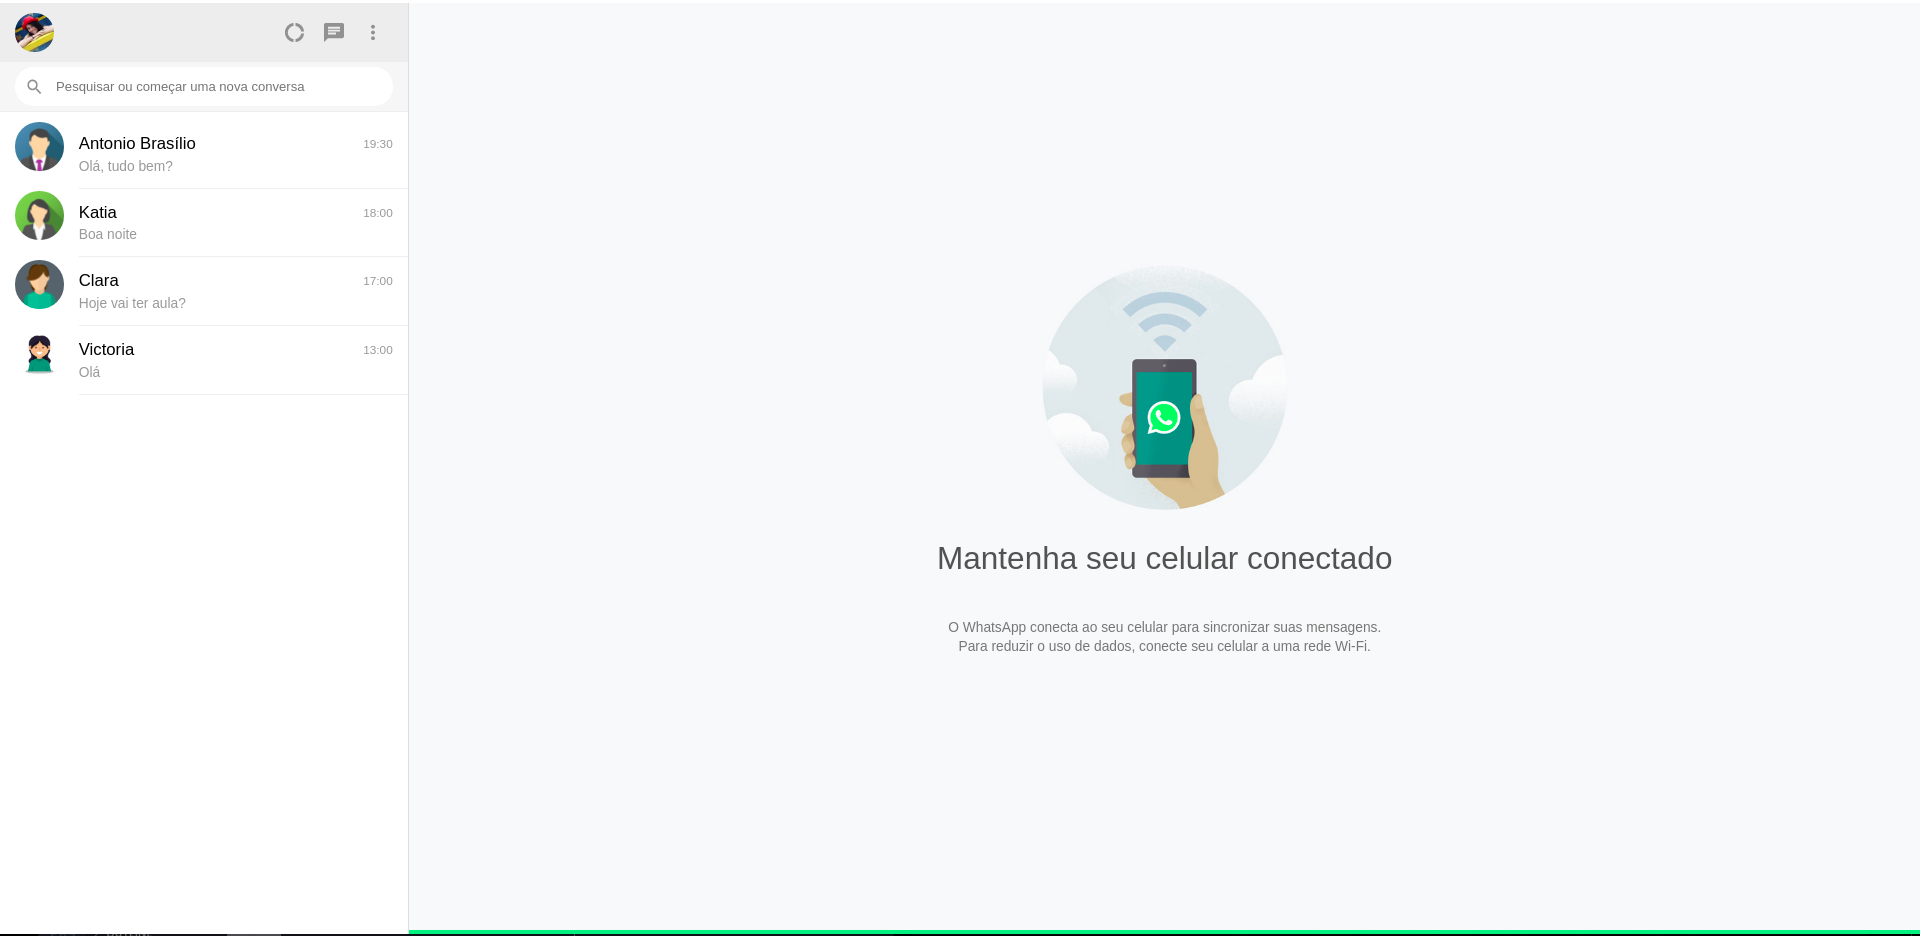 Pesquisar ou começar uma nova conversa
Antonio Brasílio 19:30
Olá, tudo bem?
Katia 18:00
Boa noite
Clara 17:00
Hoje vai ter aula?
Victoria 13:00
Olá
Mantenha seu celular conectado
O WhatsApp conecta ao seu celular para sincronizar suas mensagens.
Para reduzir o uso de dados, conecte seu celular a uma rede Wi-Fi.